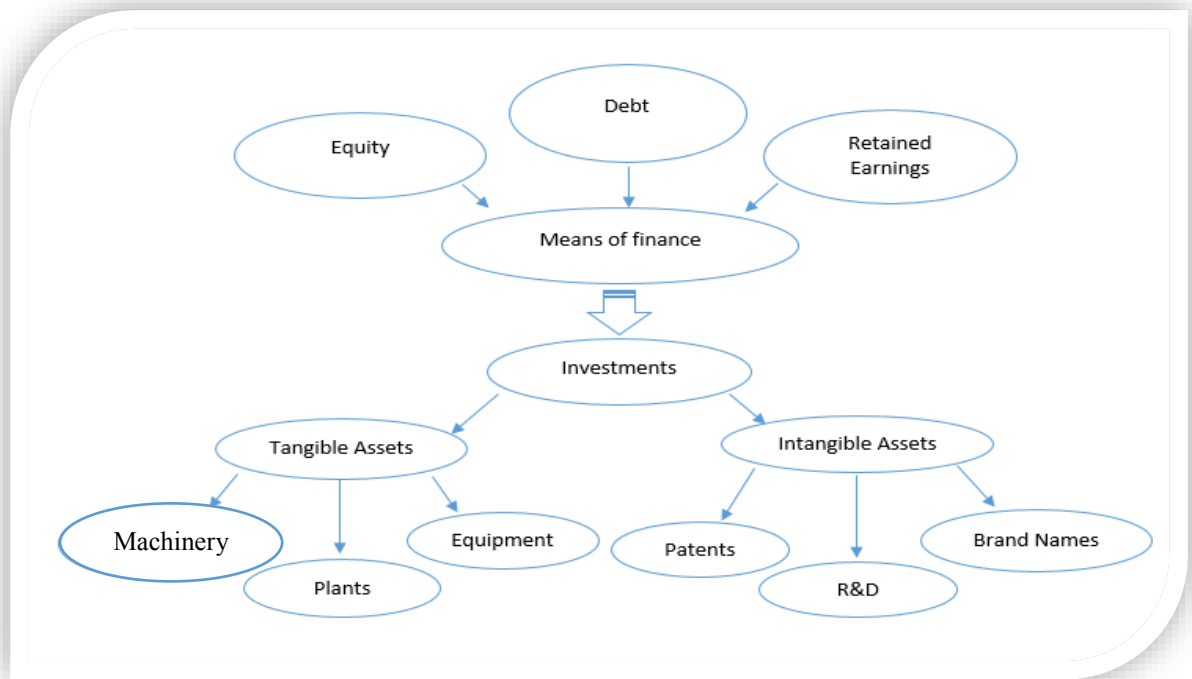 Debt
Equity
Retained
Earnings
Means of finance
Investments
Tangible Assets
Intangible Assets
Machinery
Equipment
Patents
Brand Names
Plants
R&D